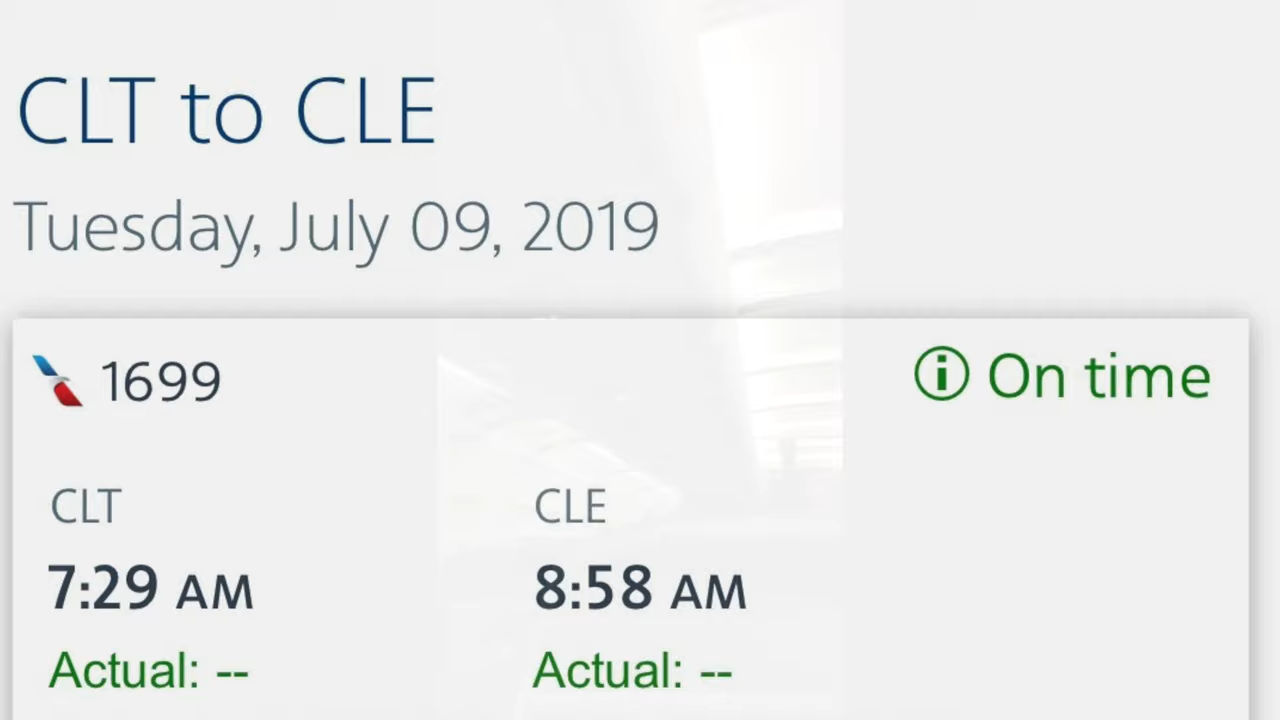 CLT to CLE
Tuesday, July 09, 2019
1699 On time
CLT CLE
7:29 AM 8:58 AM
Actual: -- Actual: --